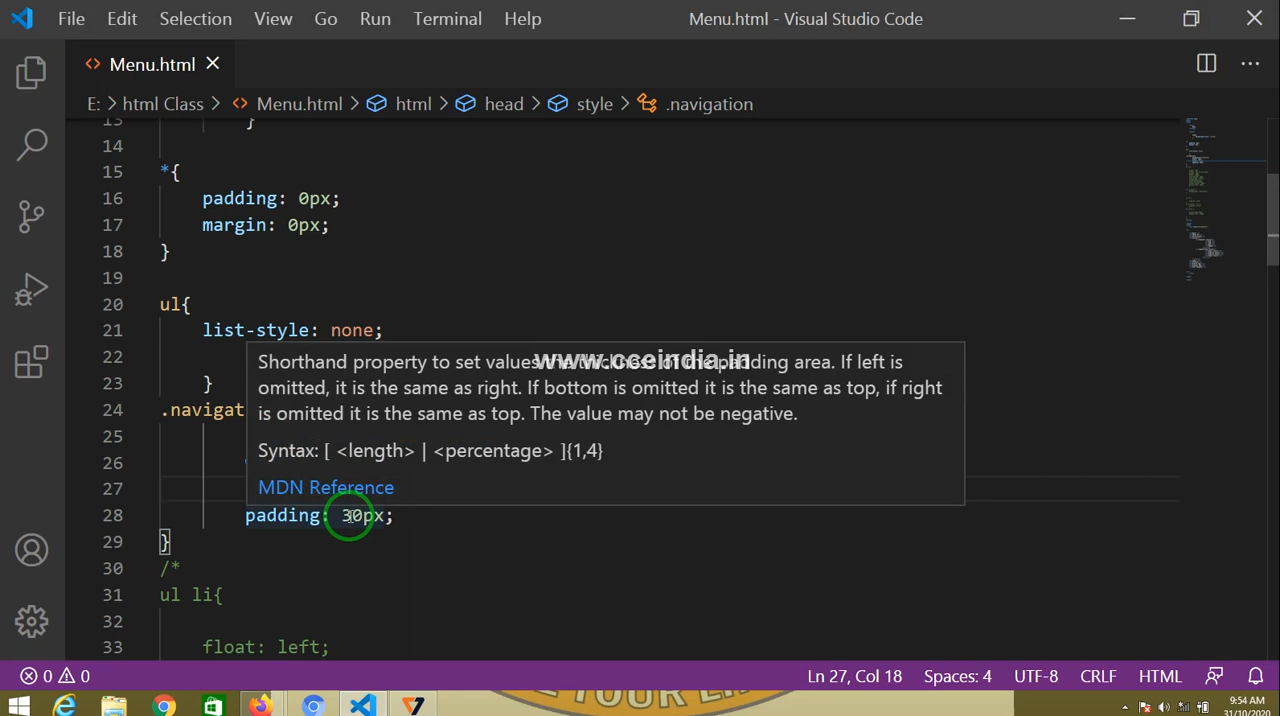 File Edit Selection View Go Run Terminal Help Menu.html - Visual Studio Code
Menu.html
E: > html Class > Menu.html > html > head > style > .navigation
13 }
14
15 *{
16 padding: 0px;
17 margin: 0px;
18 }
19
20 ul{
21 list-style: none;
22
www.cceindia.in
Shorthand property to set values the thickness of the padding area. If left is
omitted, it is the same as right. If bottom is omitted it is the same as top, if right
is omitted it is the same as top. The value may not be negative.
Syntax: [ <length> | <percentage> ]{1,4}
MDN Reference
23 }
24 .navigat
25
26
27
28 padding: 30px;
29 }
30 /*
31 ul li{
32
33 float: left;
0 0 Ln 27, Col 18 Spaces: 4 UTF-8 CRLF HTML
9:54 AM
31/10/2020